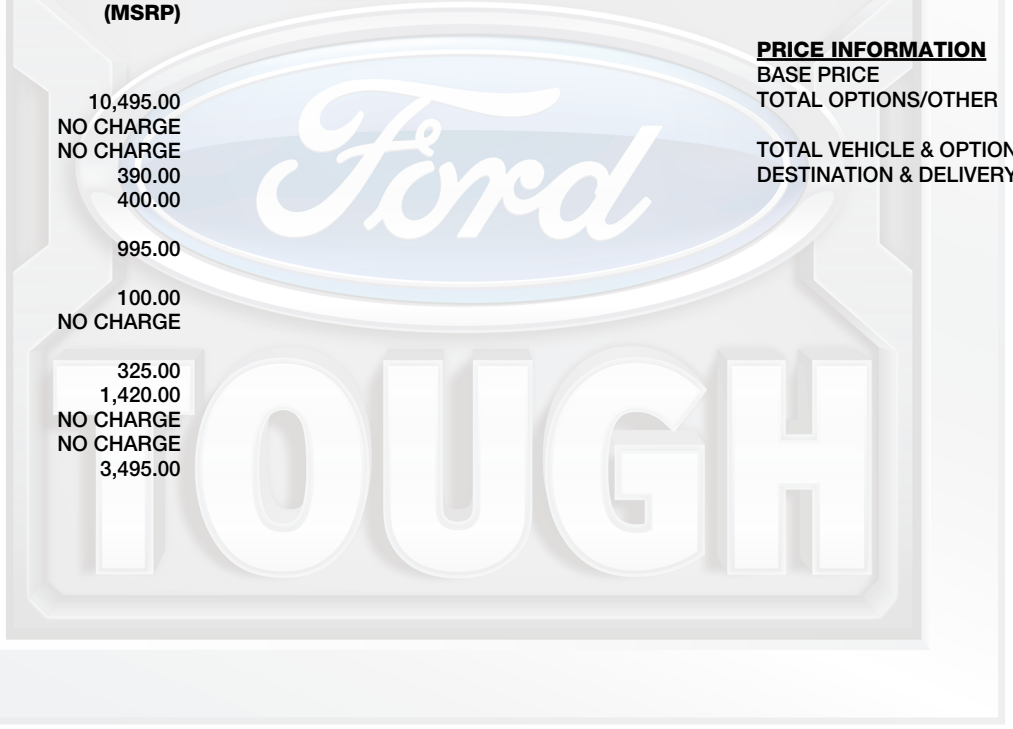 (MSRP)
10,495.00
NO CHARGE
NO CHARGE
390.00
400.00
995.00
100.00
NO CHARGE
325.00
1,420.00
NO CHARGE
NO CHARGE
3,495.00
PRICE INFORMATION
BASE PRICE
TOTAL OPTIONS/OTHER
TOTAL VEHICLE & OPTION
DESTINATION & DELIVERY
Ford
TOUGH